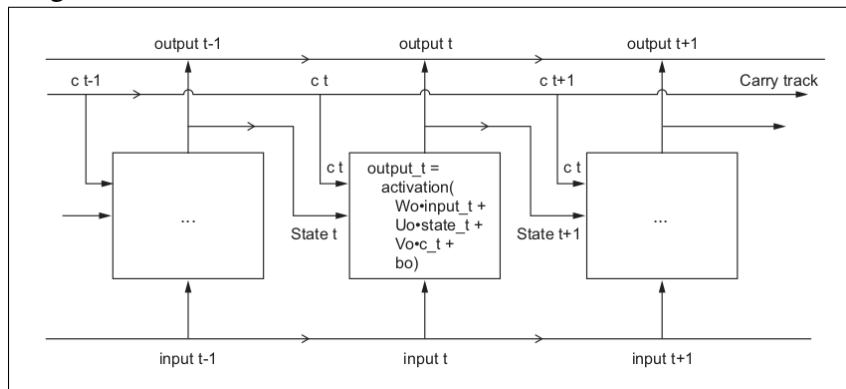 output t-1
output t
output t+1
c t-1
c t
c t+1
Carry track
c t
c t
output_t =
activation(
Wo•input_t +
Uo•state_t +
Vo•c_t +
bo)
...
...
State t
State t+1
input t-1
input t
input t+1